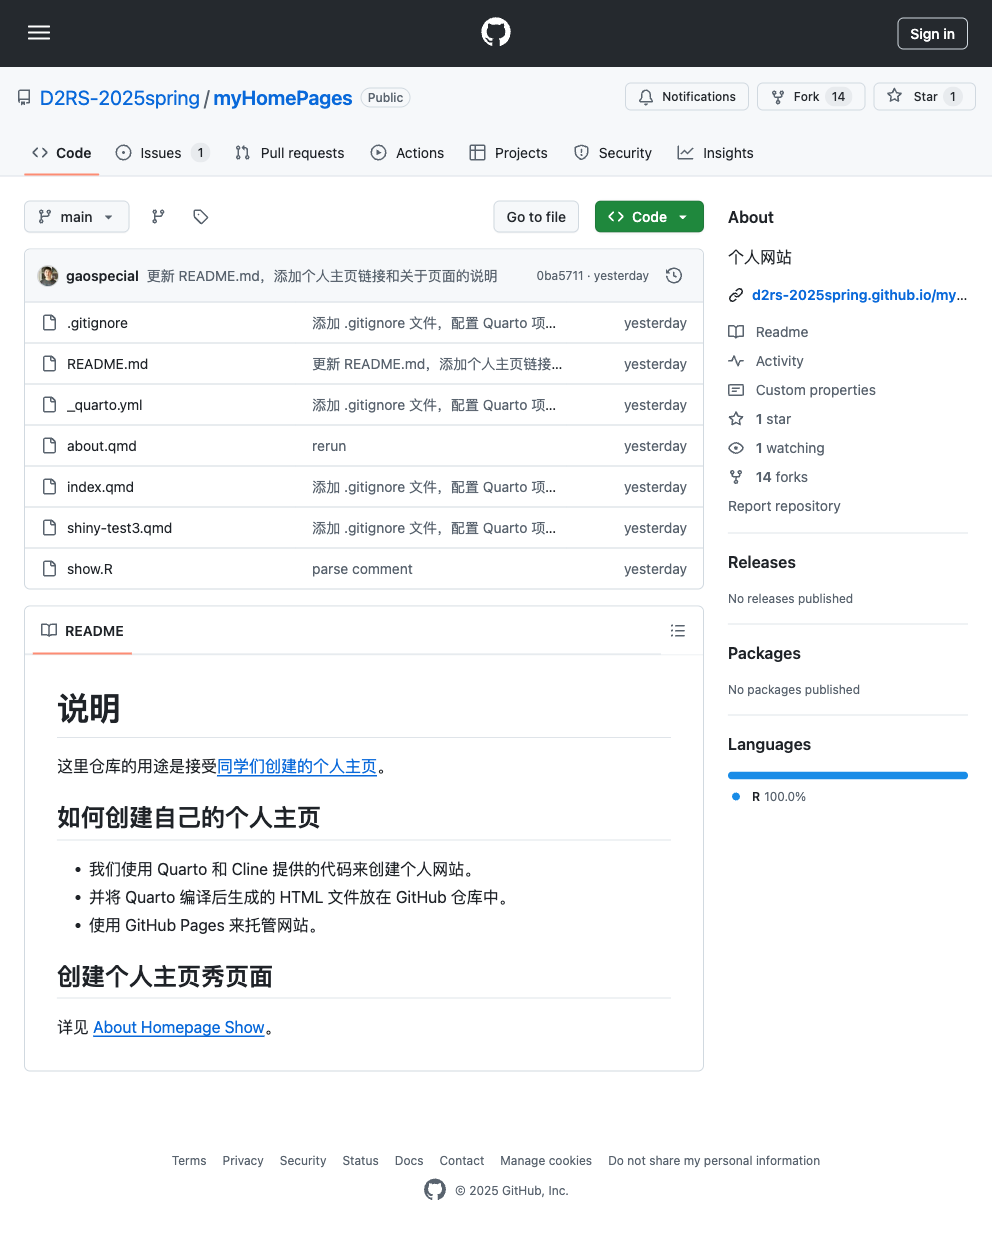 Sign in
D2RS-2025spring / myHomePages Public
Notifications Fork 14 Star 1
Code Issues 1 Pull requests Actions Projects Security Insights
main Go to file Code
gaospecial 更新 README.md，添加个人主页链接和关于页面的说明 0ba5711 · yesterday
.gitignore 添加 .gitignore 文件，配置 Quarto 项... yesterday
README.md 更新 README.md，添加个人主页链接... yesterday
_quarto.yml 添加 .gitignore 文件，配置 Quarto 项... yesterday
about.qmd rerun yesterday
index.qmd 添加 .gitignore 文件，配置 Quarto 项... yesterday
shiny-test3.qmd 添加 .gitignore 文件，配置 Quarto 项... yesterday
show.R parse comment yesterday
README
说明
这里仓库的用途是接受同学们创建的个人主页。
如何创建自己的个人主页
• 我们使用 Quarto 和 Cline 提供的代码来创建个人网站。
• 并将 Quarto 编译后生成的 HTML 文件放在 GitHub 仓库中。
• 使用 GitHub Pages 来托管网站。
创建个人主页秀页面
详见 About Homepage Show。
About
个人网站
d2rs-2025spring.github.io/my...
Readme
Activity
Custom properties
1 star
1 watching
14 forks
Report repository
Releases
No releases published
Packages
No packages published
Languages
R 100.0%
Terms Privacy Security Status Docs Contact Manage cookies Do not share my personal information
© 2025 GitHub, Inc.